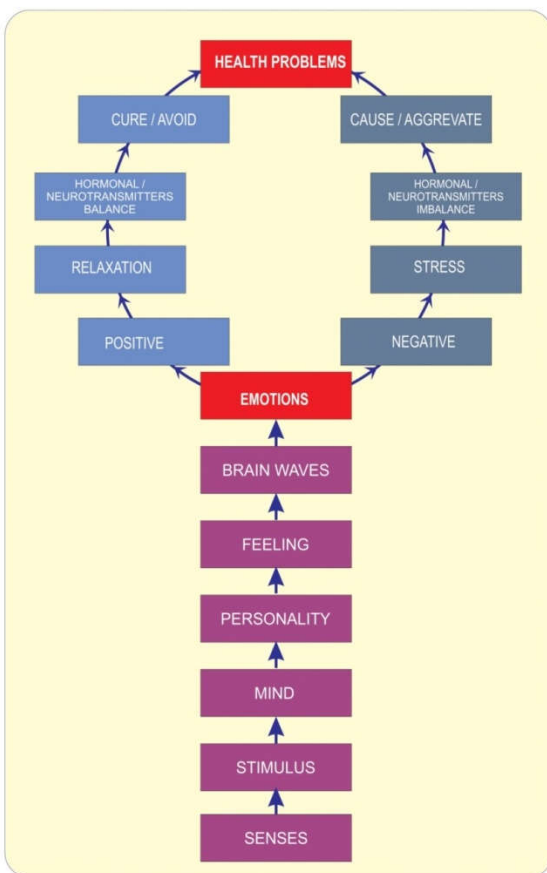 HEALTH PROBLEMS
CURE / AVOID
CAUSE / AGGREVATE
HORMONAL /
NEUROTRANSMITTERS
BALANCE
HORMONAL /
NEUROTRANSMITTERS
IMBALANCE
RELAXATION
STRESS
POSITIVE
NEGATIVE
EMOTIONS
BRAIN WAVES
FEELING
PERSONALITY
MIND
STIMULUS
SENSES